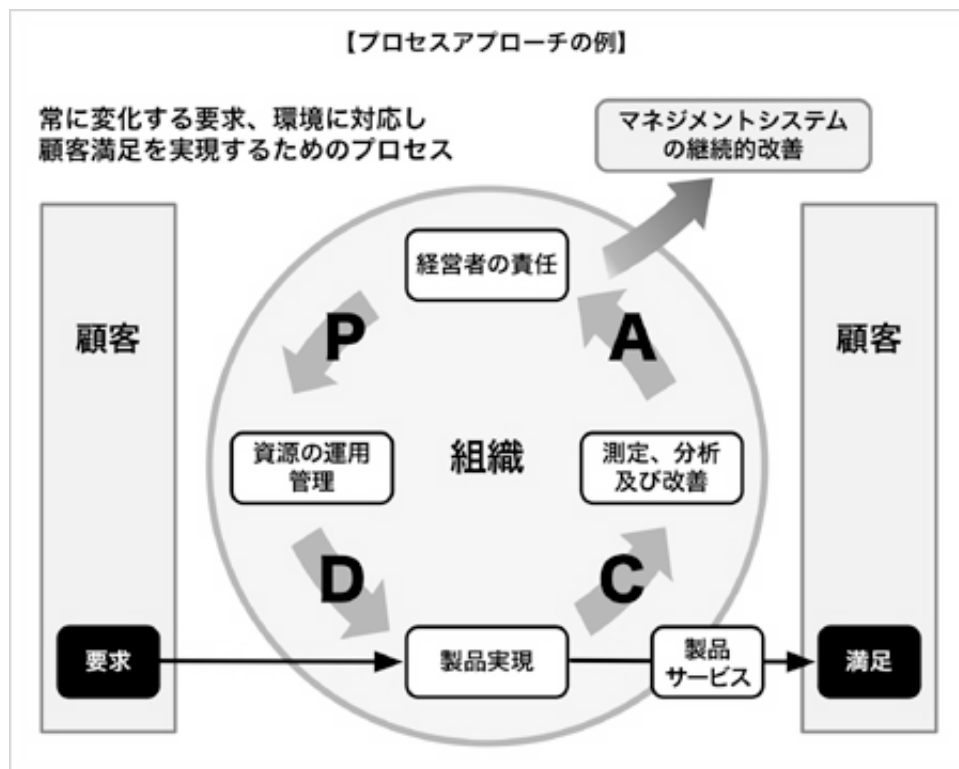 【プロセスアプローチの例】
常に変化する要求、環境に対応し
顧客満足を実現するためのプロセス
マネジメントシステム
の継続的改善
経営者の責任
P
A
顧客
顧客
資源の運用
管理
組織
測定、分析
及び改善
D
C
要求
製品実現
製品
サービス
満足